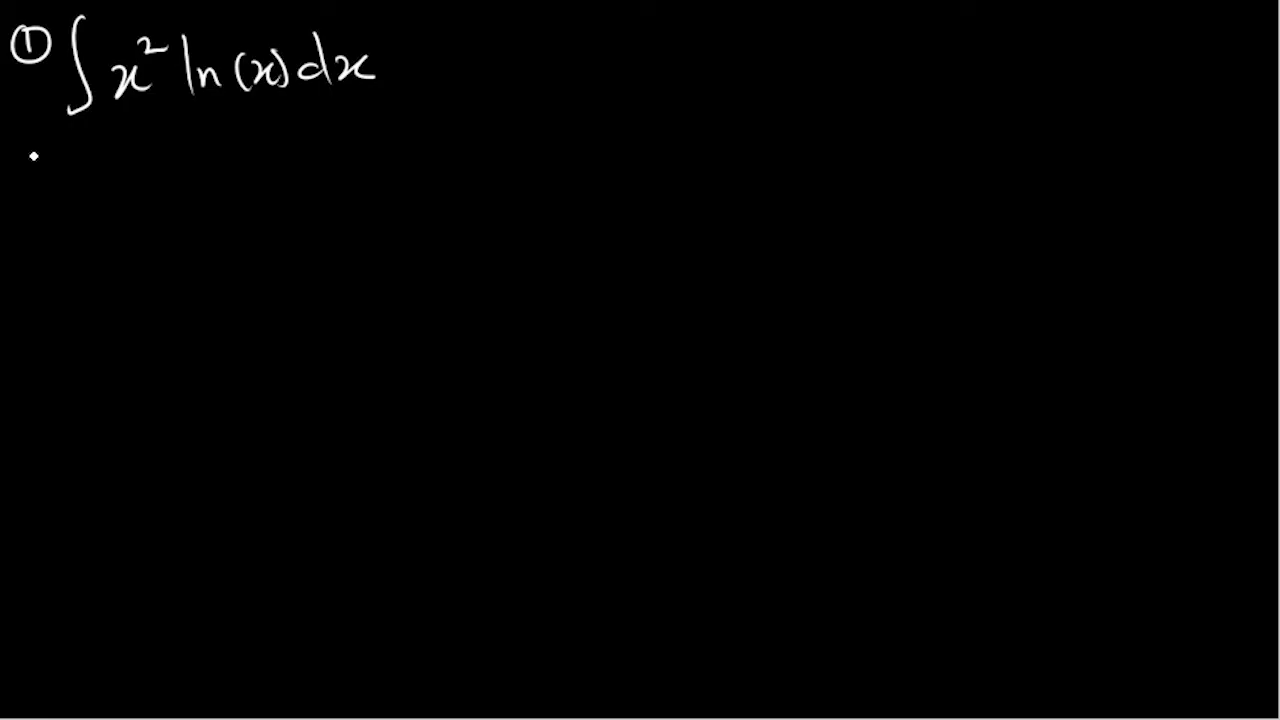 ① ∫ x² ln(x) dx